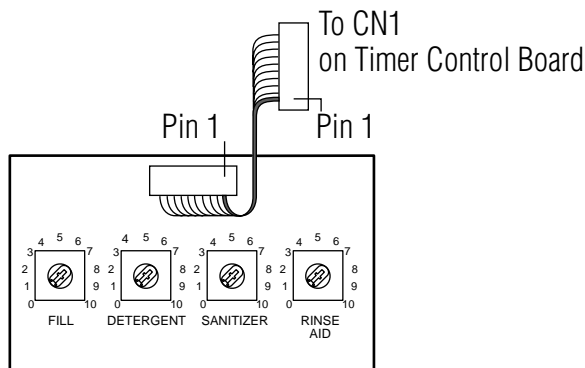 To CN1
on Timer Control Board
Pin 1 Pin 1
4 5 6 4 5 6 4 5 6 4 5 6
3 7 3 7 3 7 3 7
2 8 2 8 2 8 2 8
1 9 1 9 1 9 1 9
0 10 0 10 0 10 0 10
FILL DETERGENT SANITIZER RINSE
AID